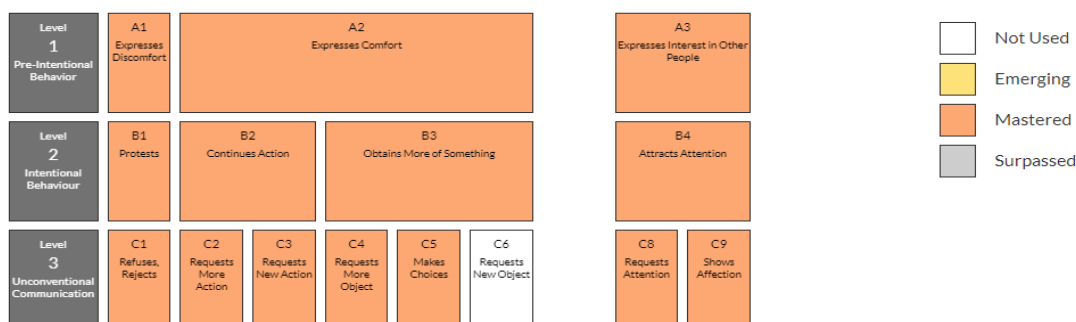 Level
1
Pre-Intentional
Behavior
A1
Expresses
Discomfort
A2
Expresses Comfort
A3
Expresses Interest in Other
People
Level
2
Intentional
Behaviour
B1
Protests
B2
Continues Action
B3
Obtains More of Something
B4
Attracts Attention
Level
3
Unconventional
Communication
C1
Refuses,
Rejects
C2
Requests
More
Action
C3
Requests
New Action
C4
Requests
More
Object
C5
Makes
Choices
C6
Requests
New Object
C8
Requests
Attention
C9
Shows
Affection
Not Used
Emerging
Mastered
Surpassed